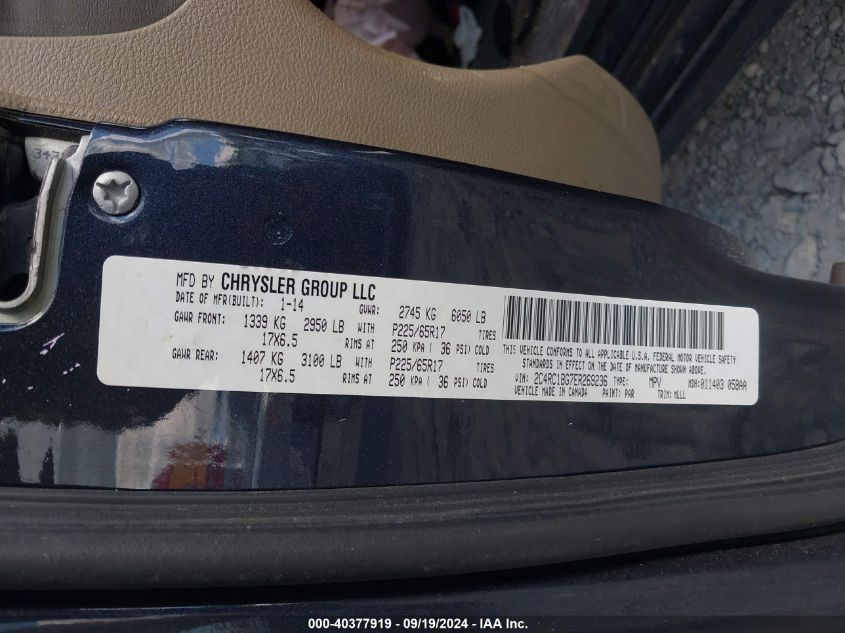 347
MFD BY CHRYSLER GROUP LLC
DATE OF MFR(BUILT): 1-14 GVWR: 2745 KG 6050 LB
GAWR FRONT: 1339 KG 2950 LB WITH P225/65R17 TIRES
17X6.5 RIMS AT 250 KPA ( 36 PSI) COLD
GAWR REAR: 1407 KG 3100 LB WITH P225/65R17 TIRES
17X6.5 RIMS AT 250 KPA ( 36 PSI) COLD
THIS VEHICLE CONFORMS TO ALL APPLICABLE U.S.A. FEDERAL MOTOR VEHICLE SAFETY
STANDARDS IN EFFECT ON THE DATE OF MANUFACTURE SHOWN ABOVE.
VIN: 2C4RC1BG7ER269236 TYPE: MPV MDH: 011403 058AA
VEHICLE MADE IN CANADA PAINT: PAR TRIM: MLLL
000-40377919 - 09/19/2024 - IAA Inc.